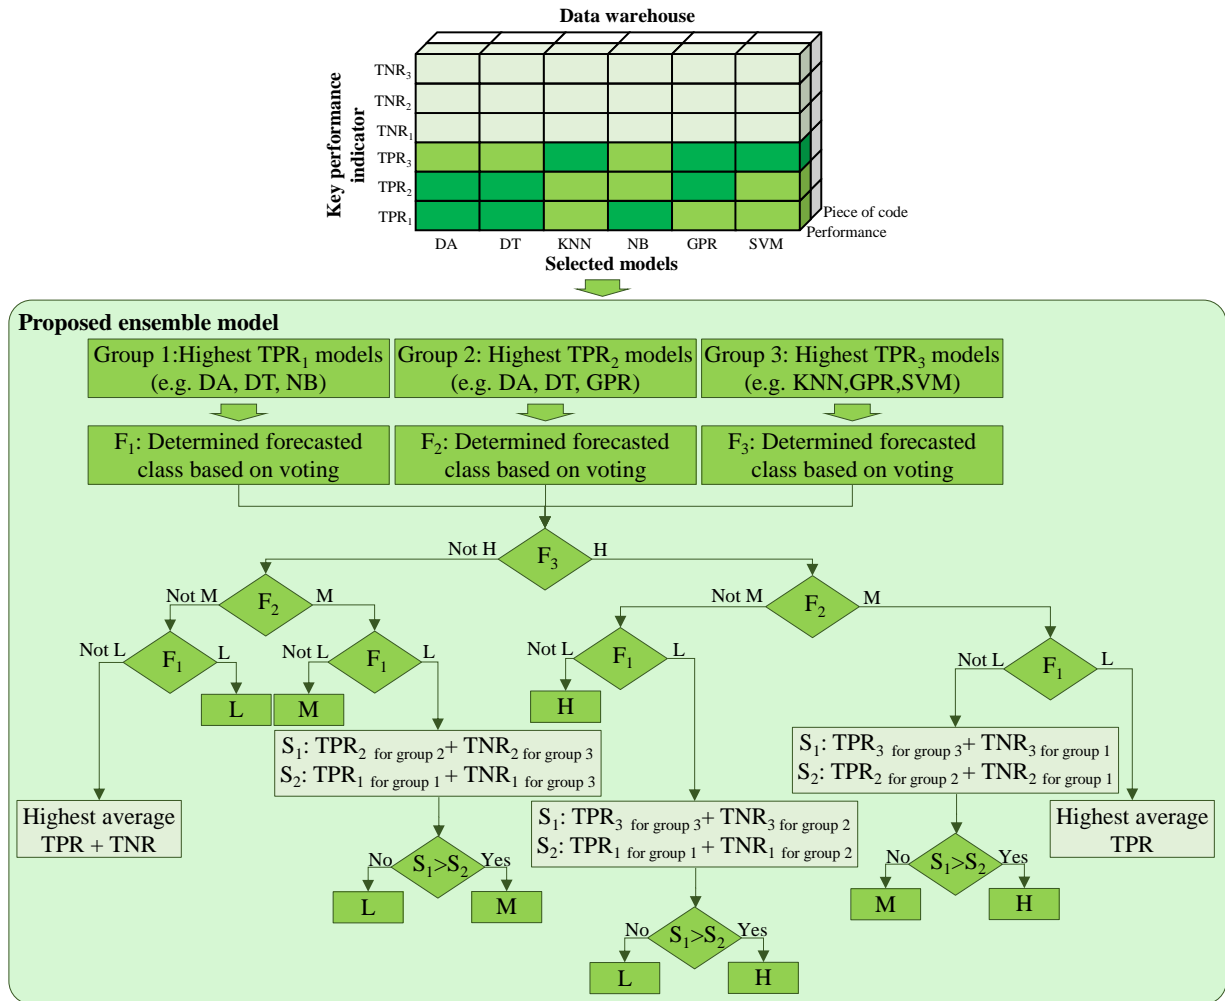 Data warehouse
Key performance
indicator
TNR3
TNR2
TNR1
TPR3
TPR2
TPR1
DA DT KNN NB GPR SVM
Piece of code
Performance
Selected models
Proposed ensemble model
Group 1:Highest TPR1 models
(e.g. DA, DT, NB)
Group 2: Highest TPR2 models
(e.g. DA, DT, GPR)
Group 3: Highest TPR3 models
(e.g. KNN,GPR,SVM)
F1: Determined forecasted
class based on voting
F2: Determined forecasted
class based on voting
F3: Determined forecasted
class based on voting
Not H F3 H
Not M F2 M
Not M F2 M
Not L F1 L
Not L F1 L
Not L F1 L
Not L F1 L
L
M
H
S1: TPR2 for group 2+ TNR2 for group 3
S2: TPR1 for group 1+ TNR1 for group 3
S1: TPR3 for group 3+ TNR3 for group 1
S2: TPR2 for group 2+ TNR2 for group 1
Highest average
TPR + TNR
S1: TPR3 for group 3+ TNR3 for group 2
S2: TPR1 for group 1+ TNR1 for group 2
Highest average
TPR
No S1>S2 Yes
L M
No S1>S2 Yes
M H
No S1>S2 Yes
L H